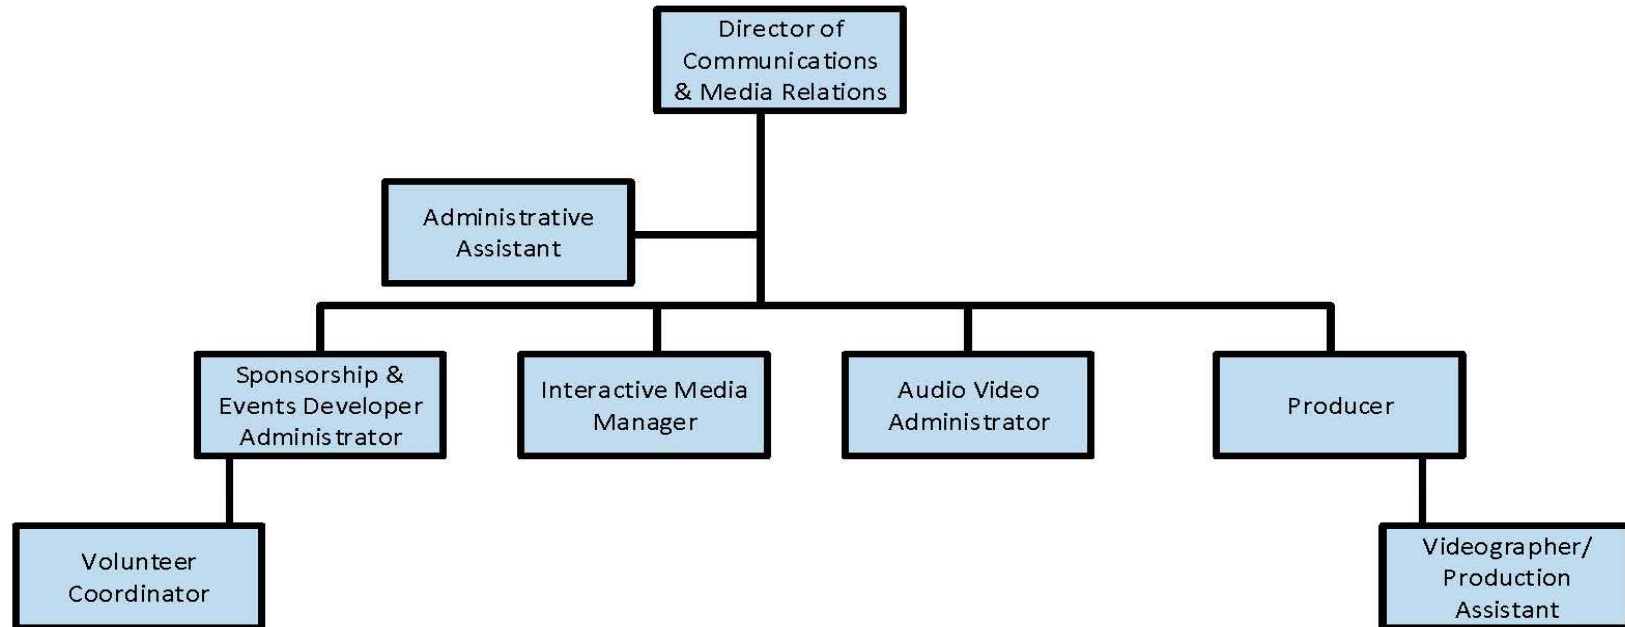 Director of
Communications
& Media Relations
Administrative
Assistant
Sponsorship &
Events Developer
Administrator
Interactive Media
Manager
Audio Video
Administrator
Producer
Volunteer
Coordinator
Videographer/
Production
Assistant